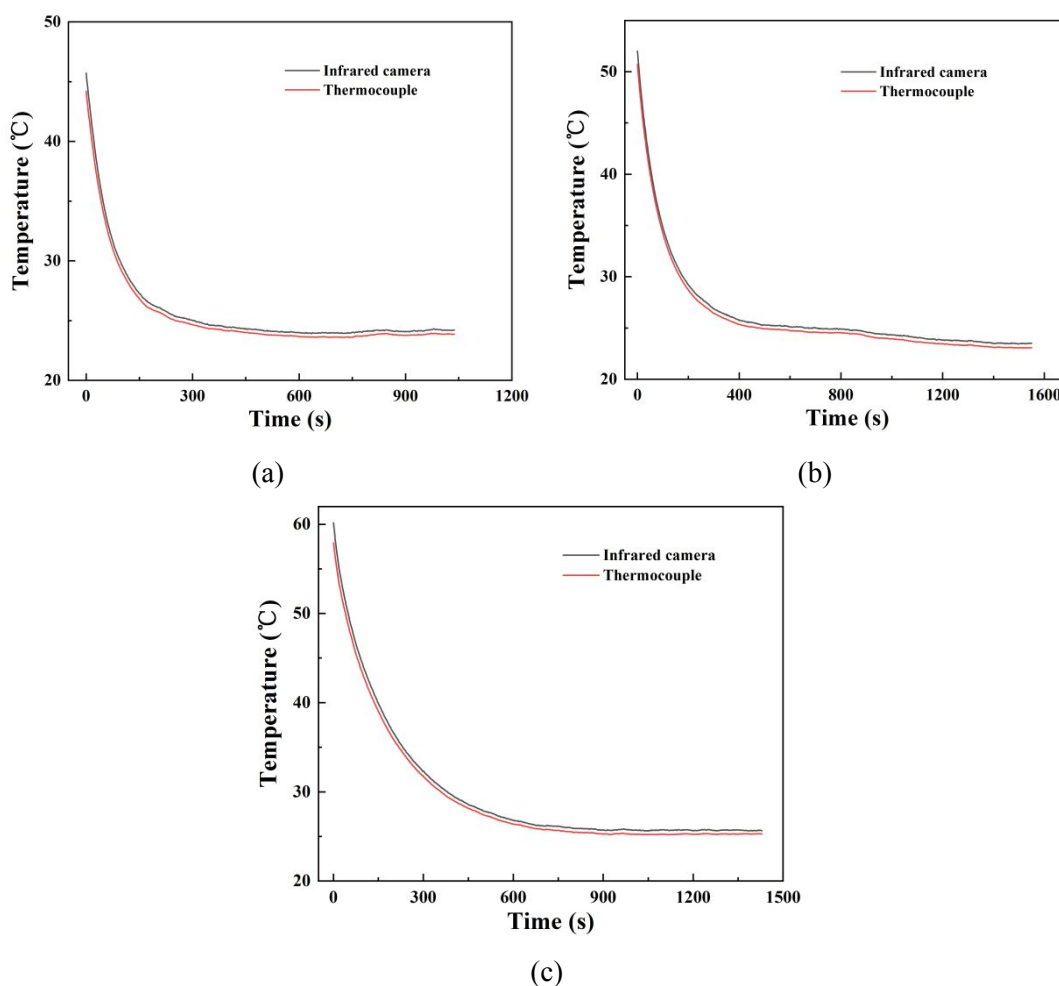 50
40
30
20
Temperature (℃)
Infrared camera
Thermocouple
0 300 600 900 1200
Time (s)
(a)
50
40
30
20
Temperature (℃)
Infrared camera
Thermocouple
0 400 800 1200 1600
Time (s)
(b)
60
50
40
30
20
Temperature (℃)
Infrared camera
Thermocouple
0 300 600 900 1200 1500
Time (s)
(c)